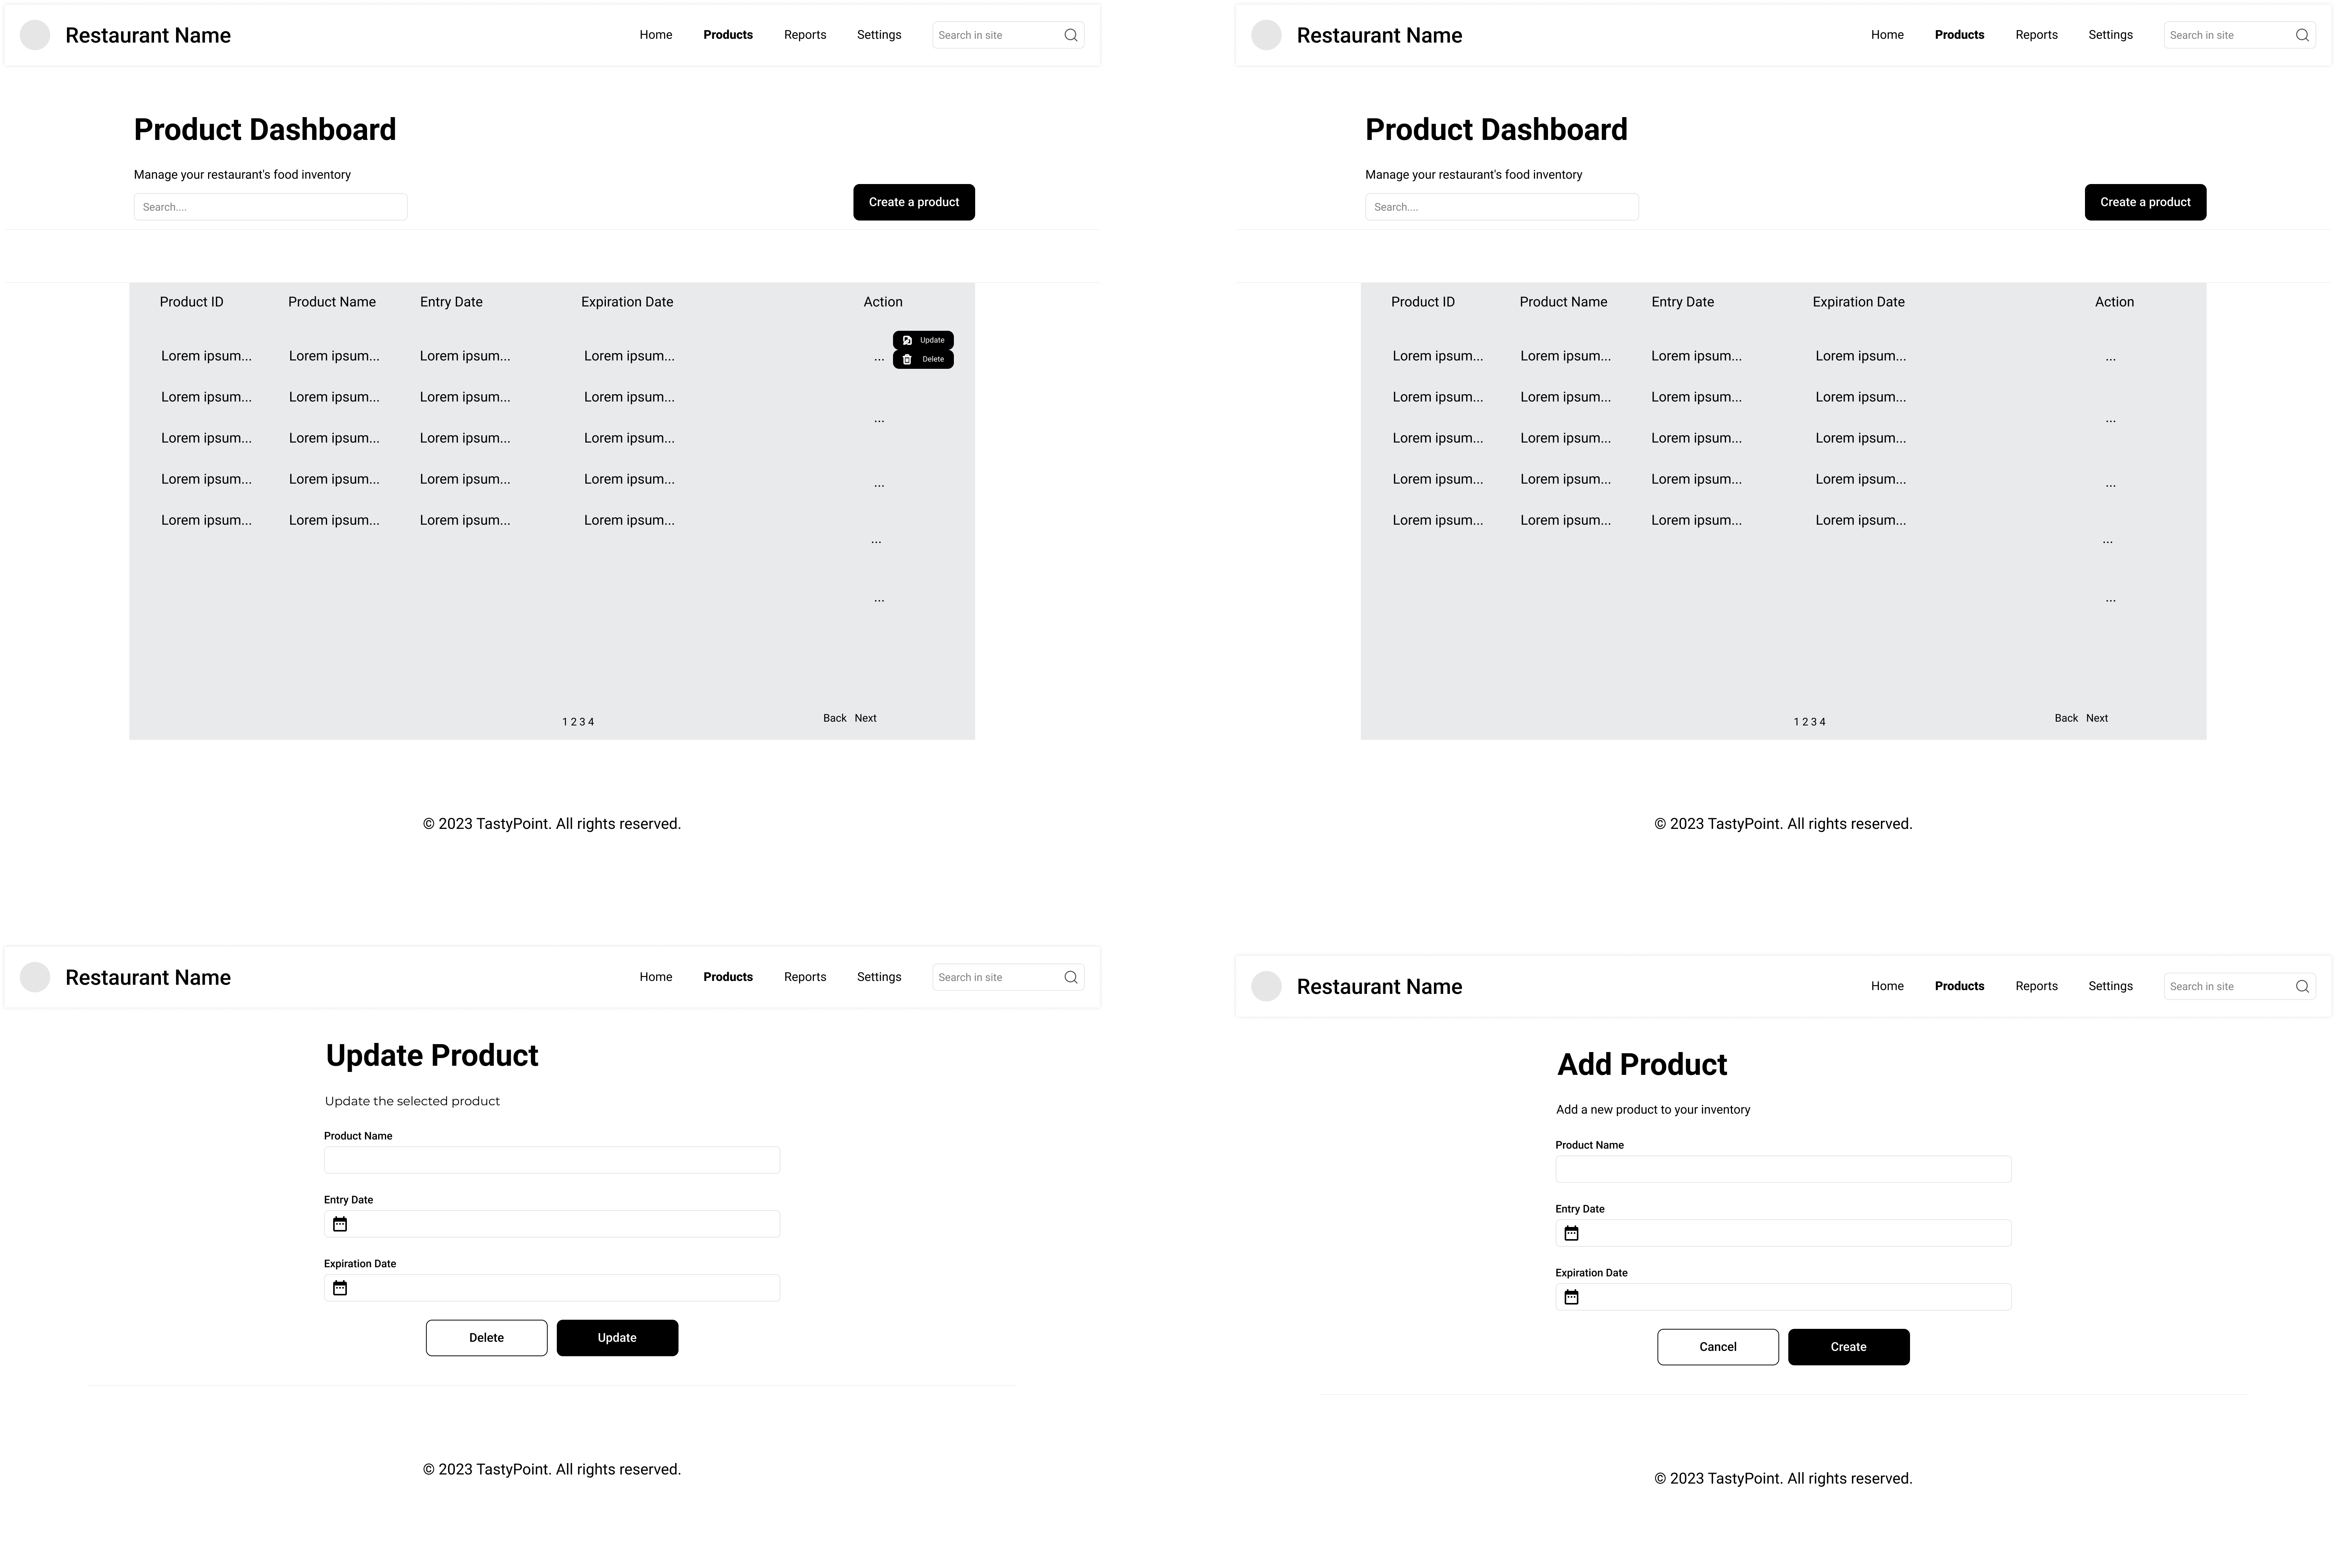 Restaurant Name Home Products Reports Settings Search in site
Product Dashboard
Manage your restaurant's food inventory
Search....
Create a product
Product ID Product Name Entry Date Expiration Date Action
Update
Lorem ipsum... Lorem ipsum... Lorem ipsum... Lorem ipsum... ...
Delete
Lorem ipsum... Lorem ipsum... Lorem ipsum... Lorem ipsum...
...
Lorem ipsum... Lorem ipsum... Lorem ipsum... Lorem ipsum...
Lorem ipsum... Lorem ipsum... Lorem ipsum... Lorem ipsum...
...
Lorem ipsum... Lorem ipsum... Lorem ipsum... Lorem ipsum...
...
...
1 2 3 4 Back Next
© 2023 TastyPoint. All rights reserved.
Restaurant Name Home Products Reports Settings Search in site
Product Dashboard
Manage your restaurant's food inventory
Search....
Create a product
Product ID Product Name Entry Date Expiration Date Action
Lorem ipsum... Lorem ipsum... Lorem ipsum... Lorem ipsum... ...
Lorem ipsum... Lorem ipsum... Lorem ipsum... Lorem ipsum...
...
Lorem ipsum... Lorem ipsum... Lorem ipsum... Lorem ipsum...
Lorem ipsum... Lorem ipsum... Lorem ipsum... Lorem ipsum...
...
Lorem ipsum... Lorem ipsum... Lorem ipsum... Lorem ipsum...
...
...
1 2 3 4 Back Next
© 2023 TastyPoint. All rights reserved.
Restaurant Name Home Products Reports Settings Search in site
Update Product
Update the selected product
Product Name
Entry Date
Expiration Date
Delete Update
© 2023 TastyPoint. All rights reserved.
Restaurant Name Home Products Reports Settings Search in site
Add Product
Add a new product to your inventory
Product Name
Entry Date
Expiration Date
Cancel Create
© 2023 TastyPoint. All rights reserved.